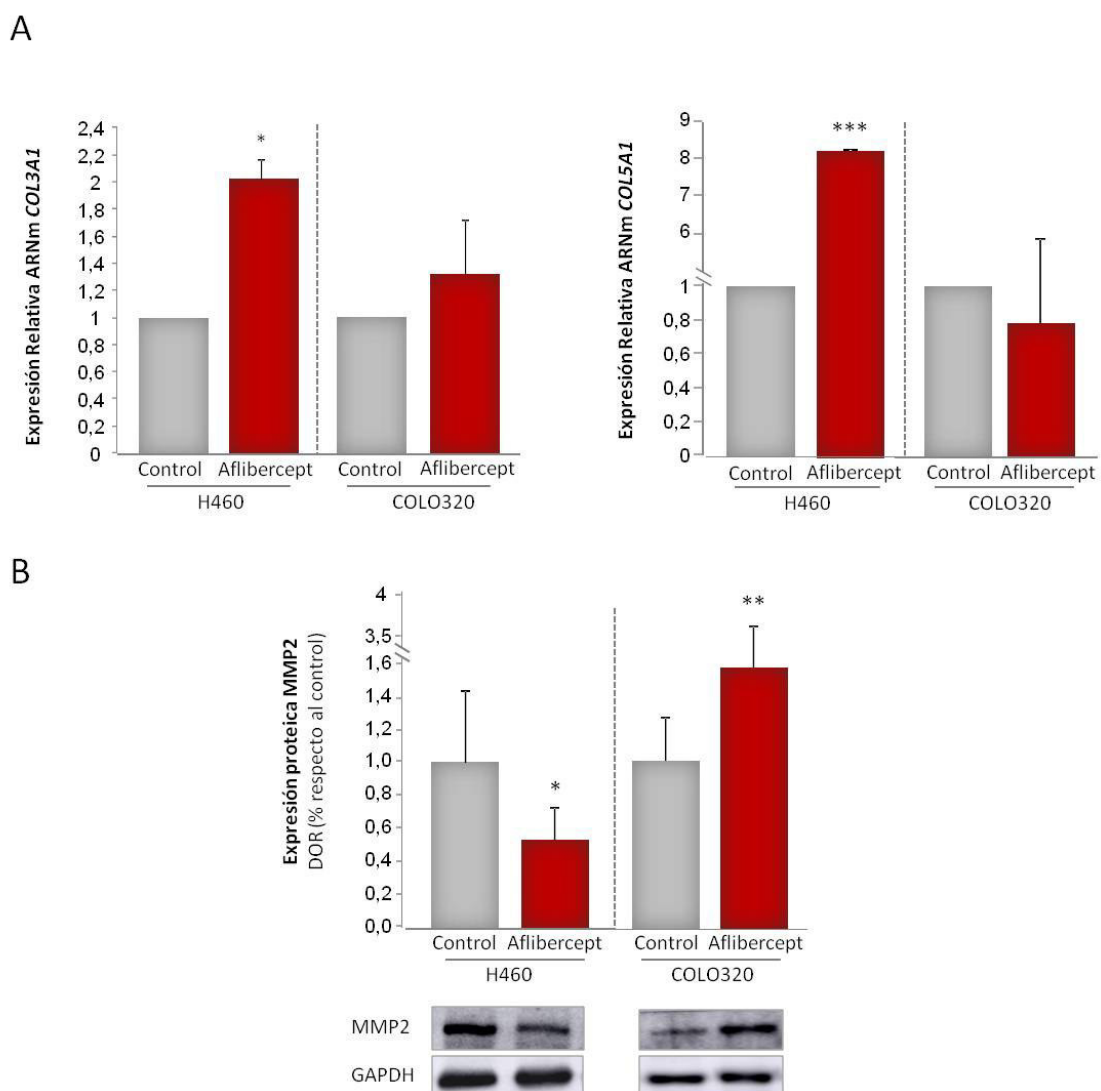 A
Expresión Relativa ARNm COL3A1
2,4
2,2
2
1,8
1,6
1,4
1,2
1
0,8
0,6
0,4
0,2
0
*
Control Aflibercept Control Aflibercept
H460 COLO320
Expresión Relativa ARNm COL5A1
9
8
7
6
1
0,8
0,6
0,4
0,2
0
***
Control Aflibercept Control Aflibercept
H460 COLO320
B
Expresión proteica MMP2
DOR (% respecto al control)
4
3,5
1,6
1,4
1,2
1,0
0,8
0,6
0,4
0,2
0,0
*
**
Control Aflibercept Control Aflibercept
H460 COLO320
MMP2
GAPDH